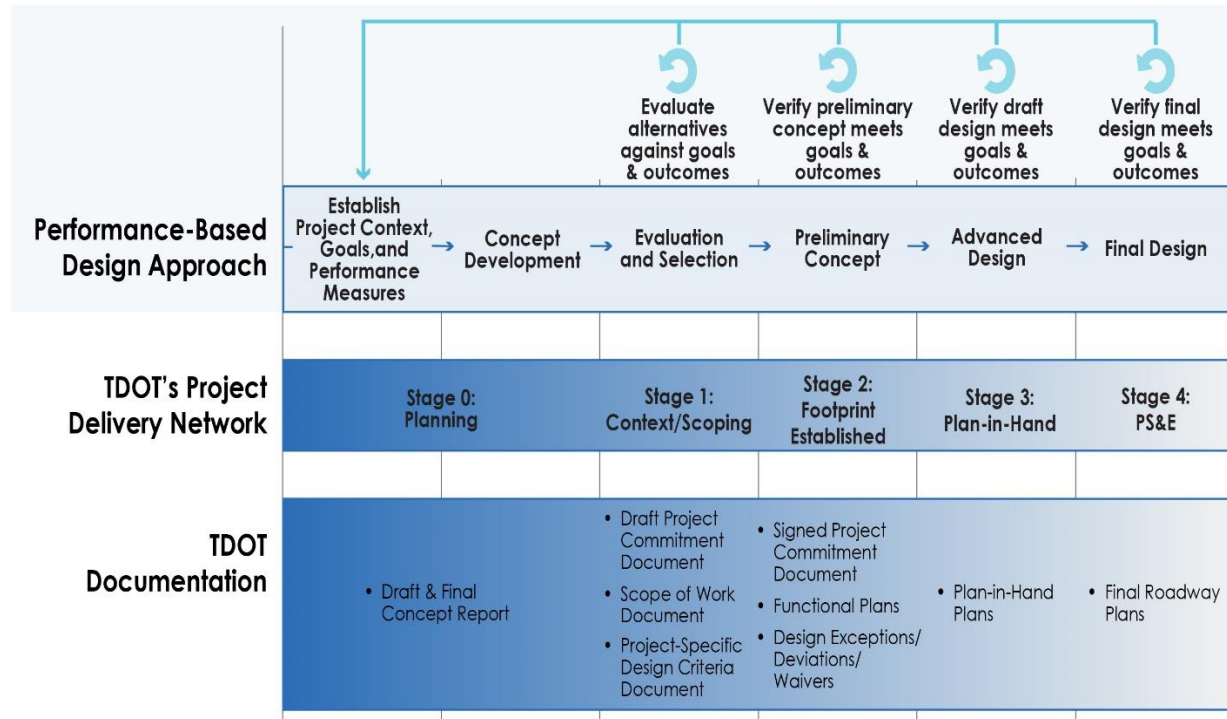 Evaluate
alternatives
against goals
& outcomes
Verify preliminary
concept meets
goals &
outcomes
Verify draft
design meets
goals &
outcomes
Verify final
design meets
goals &
outcomes
Performance-Based
Design Approach
Establish
Project Context,
Goals,and
Performance
Measures
Concept
Development
Evaluation
and Selection
Preliminary
Concept
Advanced
Design
Final Design
TDOT's Project
Delivery Network
Stage 0:
Planning
Stage 1:
Context/Scoping
Stage 2:
Footprint
Established
Stage 3:
Plan-in-Hand
Stage 4:
PS&E
TDOT
Documentation
• Draft & Final
Concept Report
• Draft Project
Commitment
Document
• Scope of Work
Document
• Project-Specific
Design Criteria
Document
• Signed Project
Commitment
Document
• Functional Plans
• Design Exceptions/
Deviations/
Waivers
• Plan-in-Hand
Plans
• Final Roadway
Plans